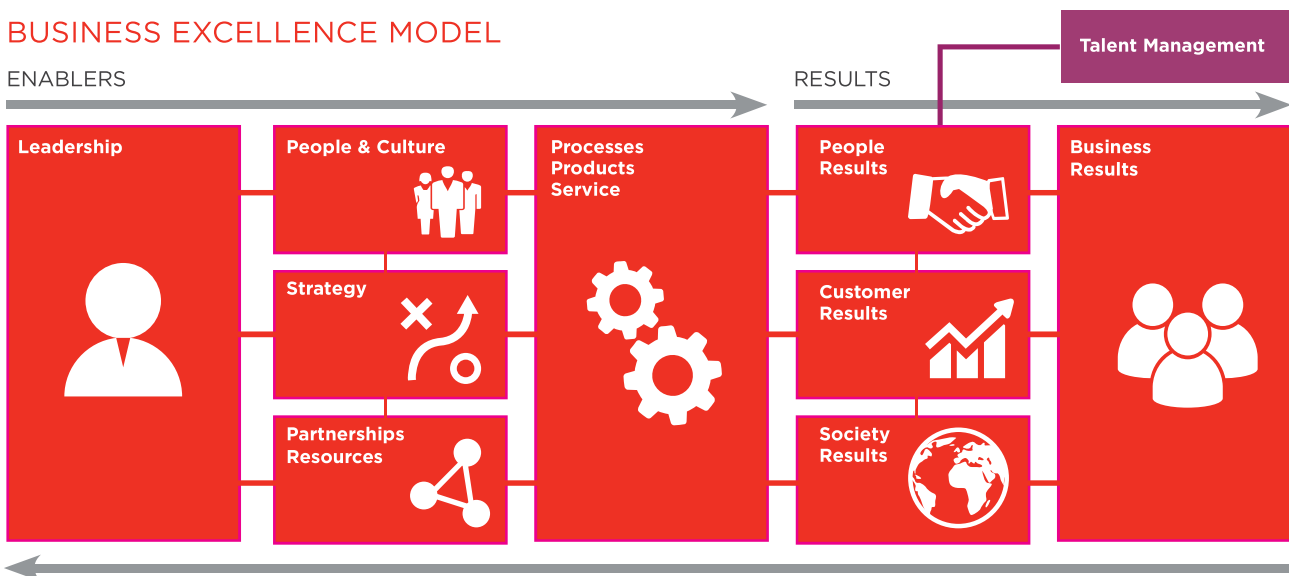 BUSINESS EXCELLENCE MODEL
Talent Management
ENABLERS
RESULTS
Leadership
People & Culture
Strategy
Partnerships
Resources
Processes
Products
Service
People
Results
Customer
Results
Society
Results
Business
Results